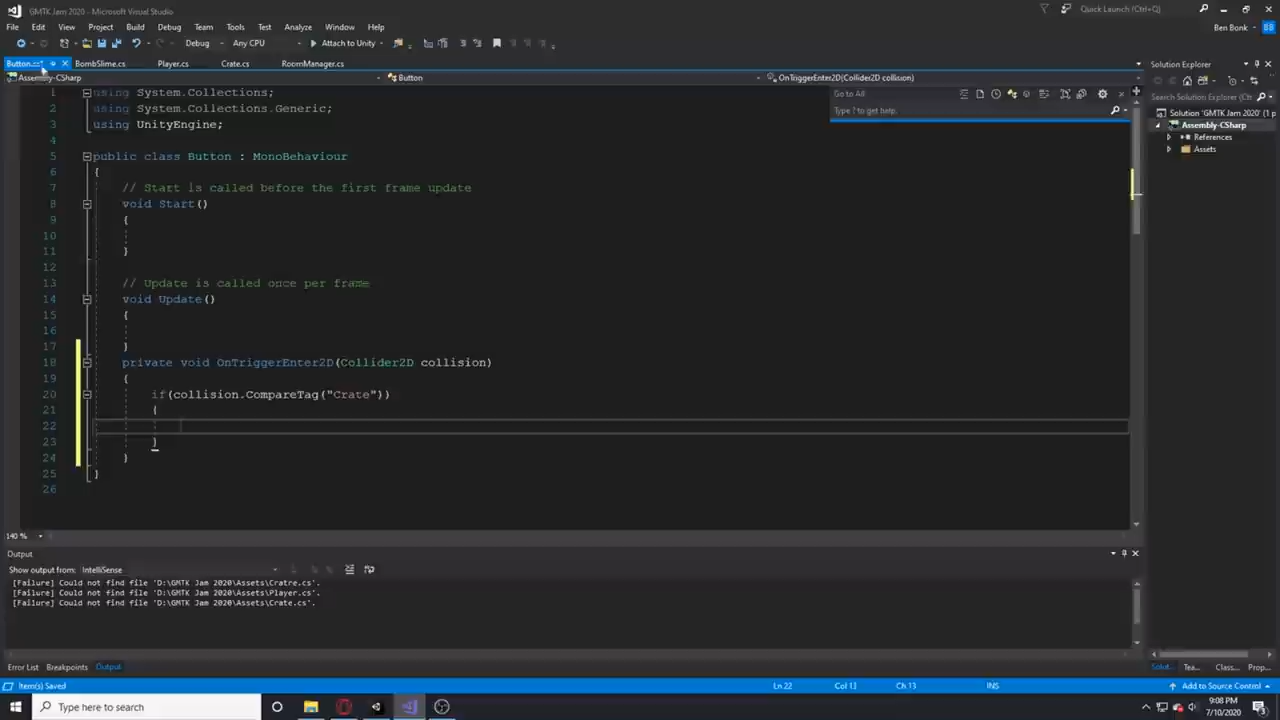 GMTK Jam 2020 - Microsoft Visual Studio
Quick Launch (Ctrl+Q)
File Edit View Project Build Debug Team Tools Test Analyze Window Help
Ben Bonk BB
Debug Any CPU Attach to Unity
Button.cs* BombSlime.cs Player.cs Crate.cs RoomManager.cs
Solution Explorer
Assembly-CSharp Button OnTriggerEnter2D(Collider2D collision)
Go To All
Type ? to get help.
Search Solution Explorer (Ctrl
Solution 'GMTK Jam 2020' (1 p
Assembly-CSharp
References
Assets
1 using System.Collections;
2 using System.Collections.Generic;
3 using UnityEngine;
4
5 public class Button : MonoBehaviour
6 {
7 // Start is called before the first frame update
8 void Start()
9 {
10
11 }
12
13 // Update is called once per frame
14 void Update()
15 {
16
17 }
18 private void OnTriggerEnter2D(Collider2D collision)
19 {
20 if(collision.CompareTag("Crate"))
21 {
22
23 }
24 }
25 }
26
140 %
Output
Show output from: IntelliSense
[Failure] Could not find file 'D:\GMTK Jam 2020\Assets\Cratre.cs'.
[Failure] Could not find file 'D:\GMTK Jam 2020\Assets\Player.cs'.
[Failure] Could not find file 'D:\GMTK Jam 2020\Assets\Crate.cs'.
Error List Breakpoints Output
Solut... Tea... Class... Prop...
Item(s) Saved Ln 22 Col 13 Ch 13 INS Add to Source Control
Type here to search
9:08 PM
7/10/2020